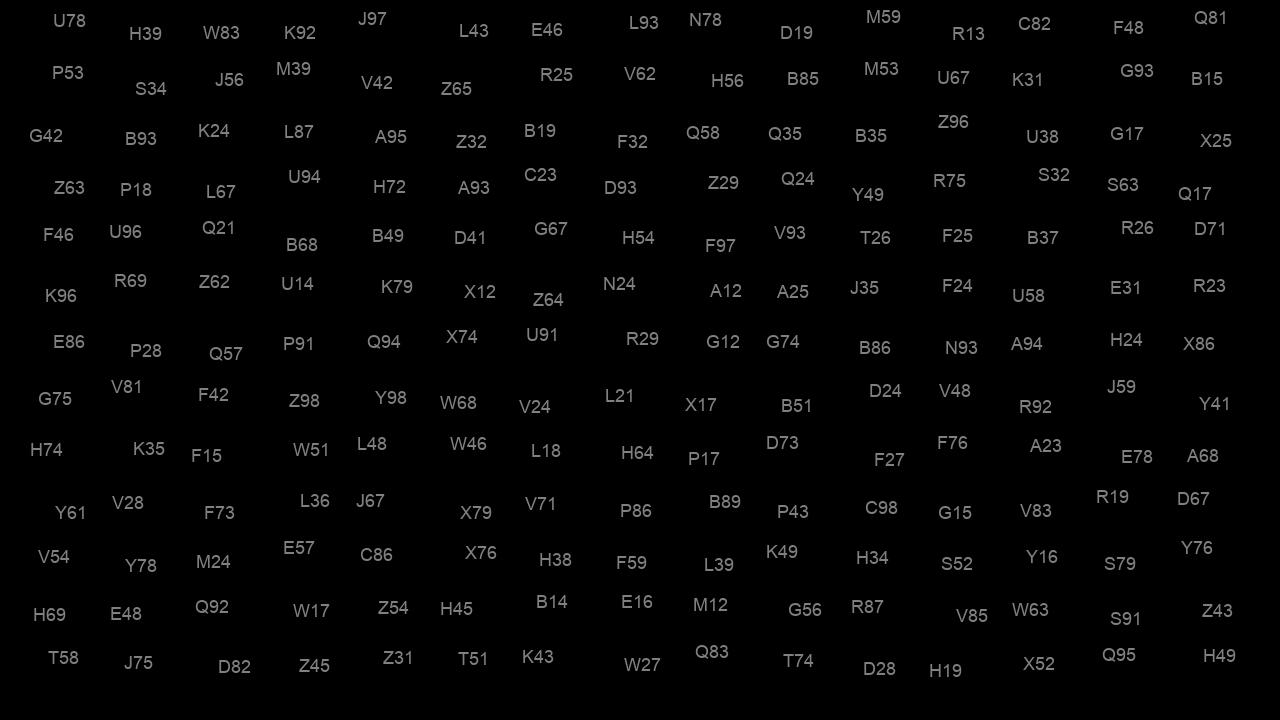 U78 H39 W83 K92 J97 L43 E46 L93 N78 D19 M59 R13 C82 F48 Q81
P53 S34 J56 M39 V42 Z65 R25 V62 H56 B85 M53 U67 K31 G93 B15
G42 B93 K24 L87 A95 Z32 B19 F32 Q58 Q35 B35 Z96 U38 G17 X25
Z63 P18 L67 U94 H72 A93 C23 D93 Z29 Q24 Y49 R75 S32 S63 Q17
F46 U96 Q21 B68 B49 D41 G67 H54 F97 V93 T26 F25 B37 R26 D71
K96 R69 Z62 U14 K79 X12 Z64 N24 A12 A25 J35 F24 U58 E31 R23
E86 P28 Q57 P91 Q94 X74 U91 R29 G12 G74 B86 N93 A94 H24 X86
G75 V81 F42 Z98 Y98 W68 V24 L21 X17 B51 D24 V48 R92 J59 Y41
H74 K35 F15 W51 L48 W46 L18 H64 P17 D73 F27 F76 A23 E78 A68
Y61 V28 F73 L36 J67 X79 V71 P86 B89 P43 C98 G15 V83 R19 D67
V54 Y78 M24 E57 C86 X76 H38 F59 L39 K49 H34 S52 Y16 S79 Y76
H69 E48 Q92 W17 Z54 H45 B14 E16 M12 G56 R87 V85 W63 S91 Z43
T58 J75 D82 Z45 Z31 T51 K43 W27 Q83 T74 D28 H19 X52 Q95 H49